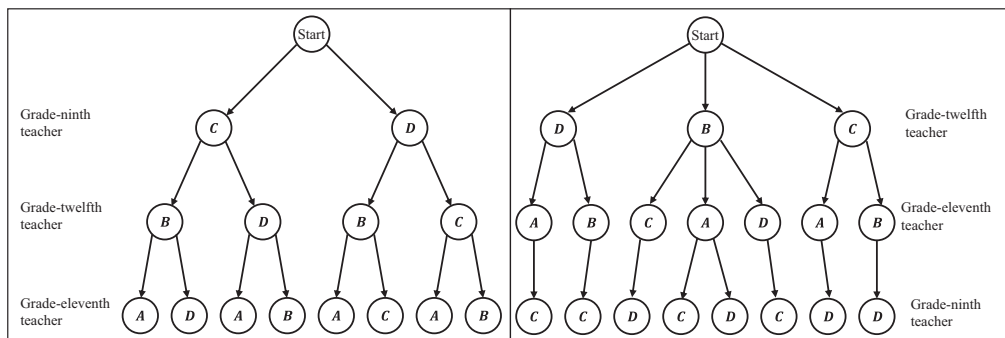 Start
Grade-ninth
teacher
C D
Grade-twelfth
teacher
B D B C
Grade-eleventh
teacher
A D A B A C A B
Start
D B C
Grade-twelfth
teacher
A B C A D A B
Grade-eleventh
teacher
C C D C D C D D
Grade-ninth
teacher